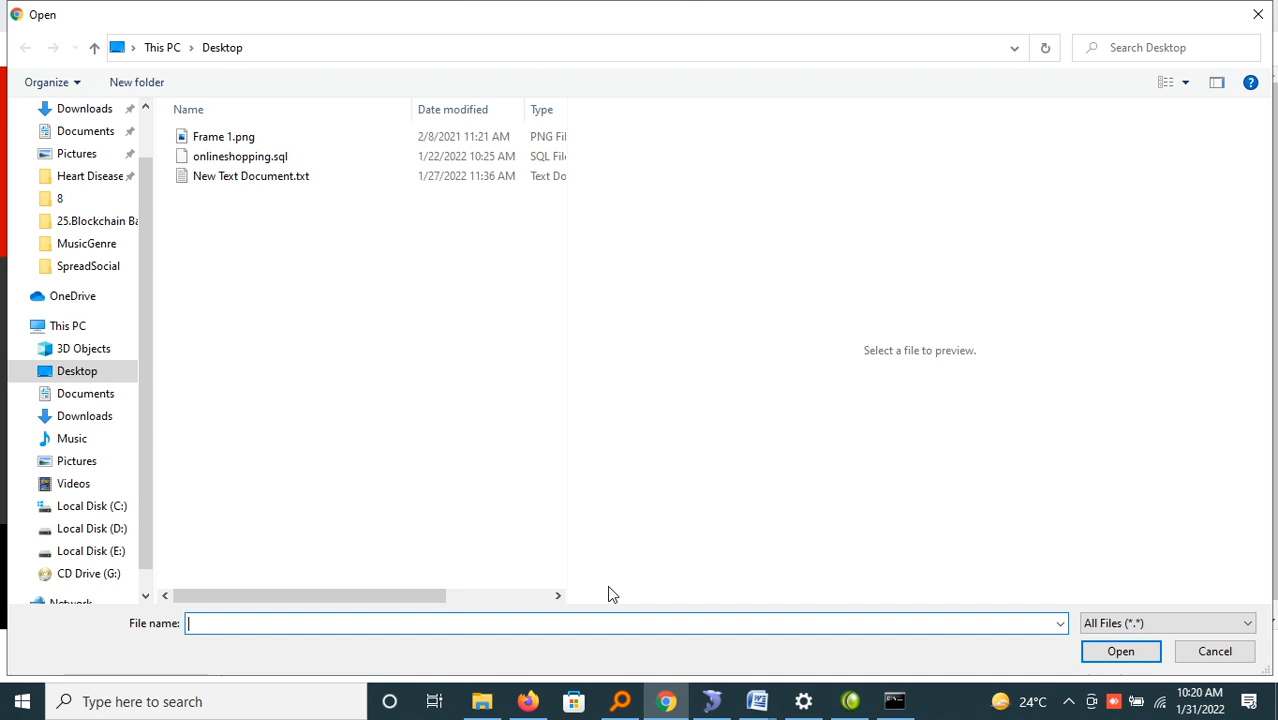 Open
This PC > Desktop
Search Desktop
Organize
New folder
Name
Date modified
Type
Downloads
Documents
Pictures
Heart Disease
8
25.Blockchain Ba
MusicGenre
SpreadSocial
OneDrive
This PC
3D Objects
Desktop
Documents
Downloads
Music
Pictures
Videos
Local Disk (C:)
Local Disk (D:)
Local Disk (E:)
CD Drive (G:)
Network
Frame 1.png 2/8/2021 11:21 AM PNG Fil
onlineshopping.sql 1/22/2022 10:25 AM SQL File
New Text Document.txt 1/27/2022 11:36 AM Text Do
Select a file to preview.
File name:
All Files (*.*)
Open
Cancel
Type here to search
24°C
10:20 AM
1/31/2022